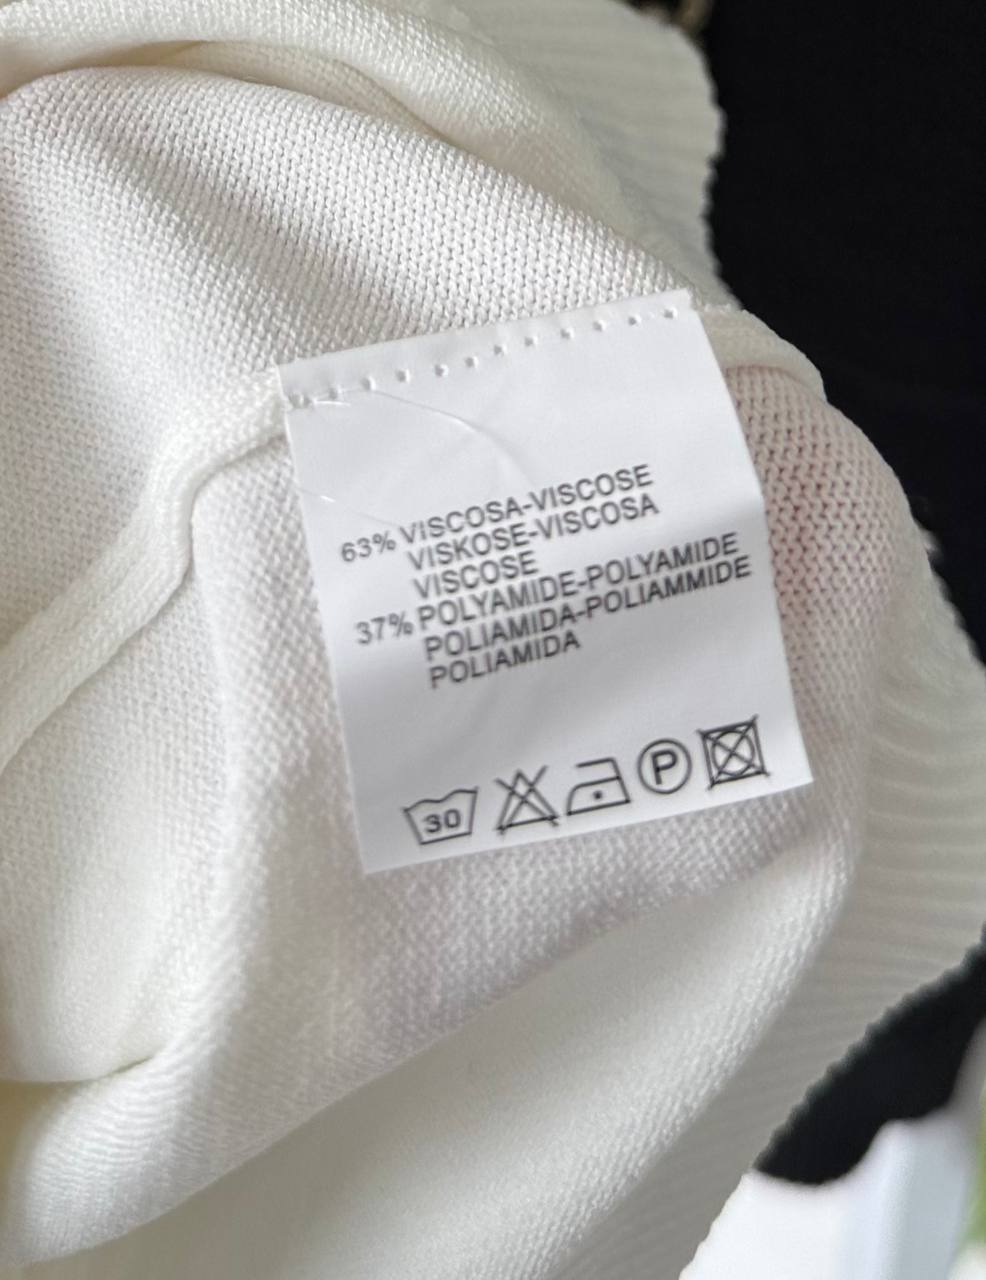 63% VISCOSA-VISCOSE
VISKOSE-VISCOSA
VISCOSE
37% POLYAMIDE-POLYAMIDE
POLIAMIDA-POLIAMMIDE
POLIAMIDA
30 P